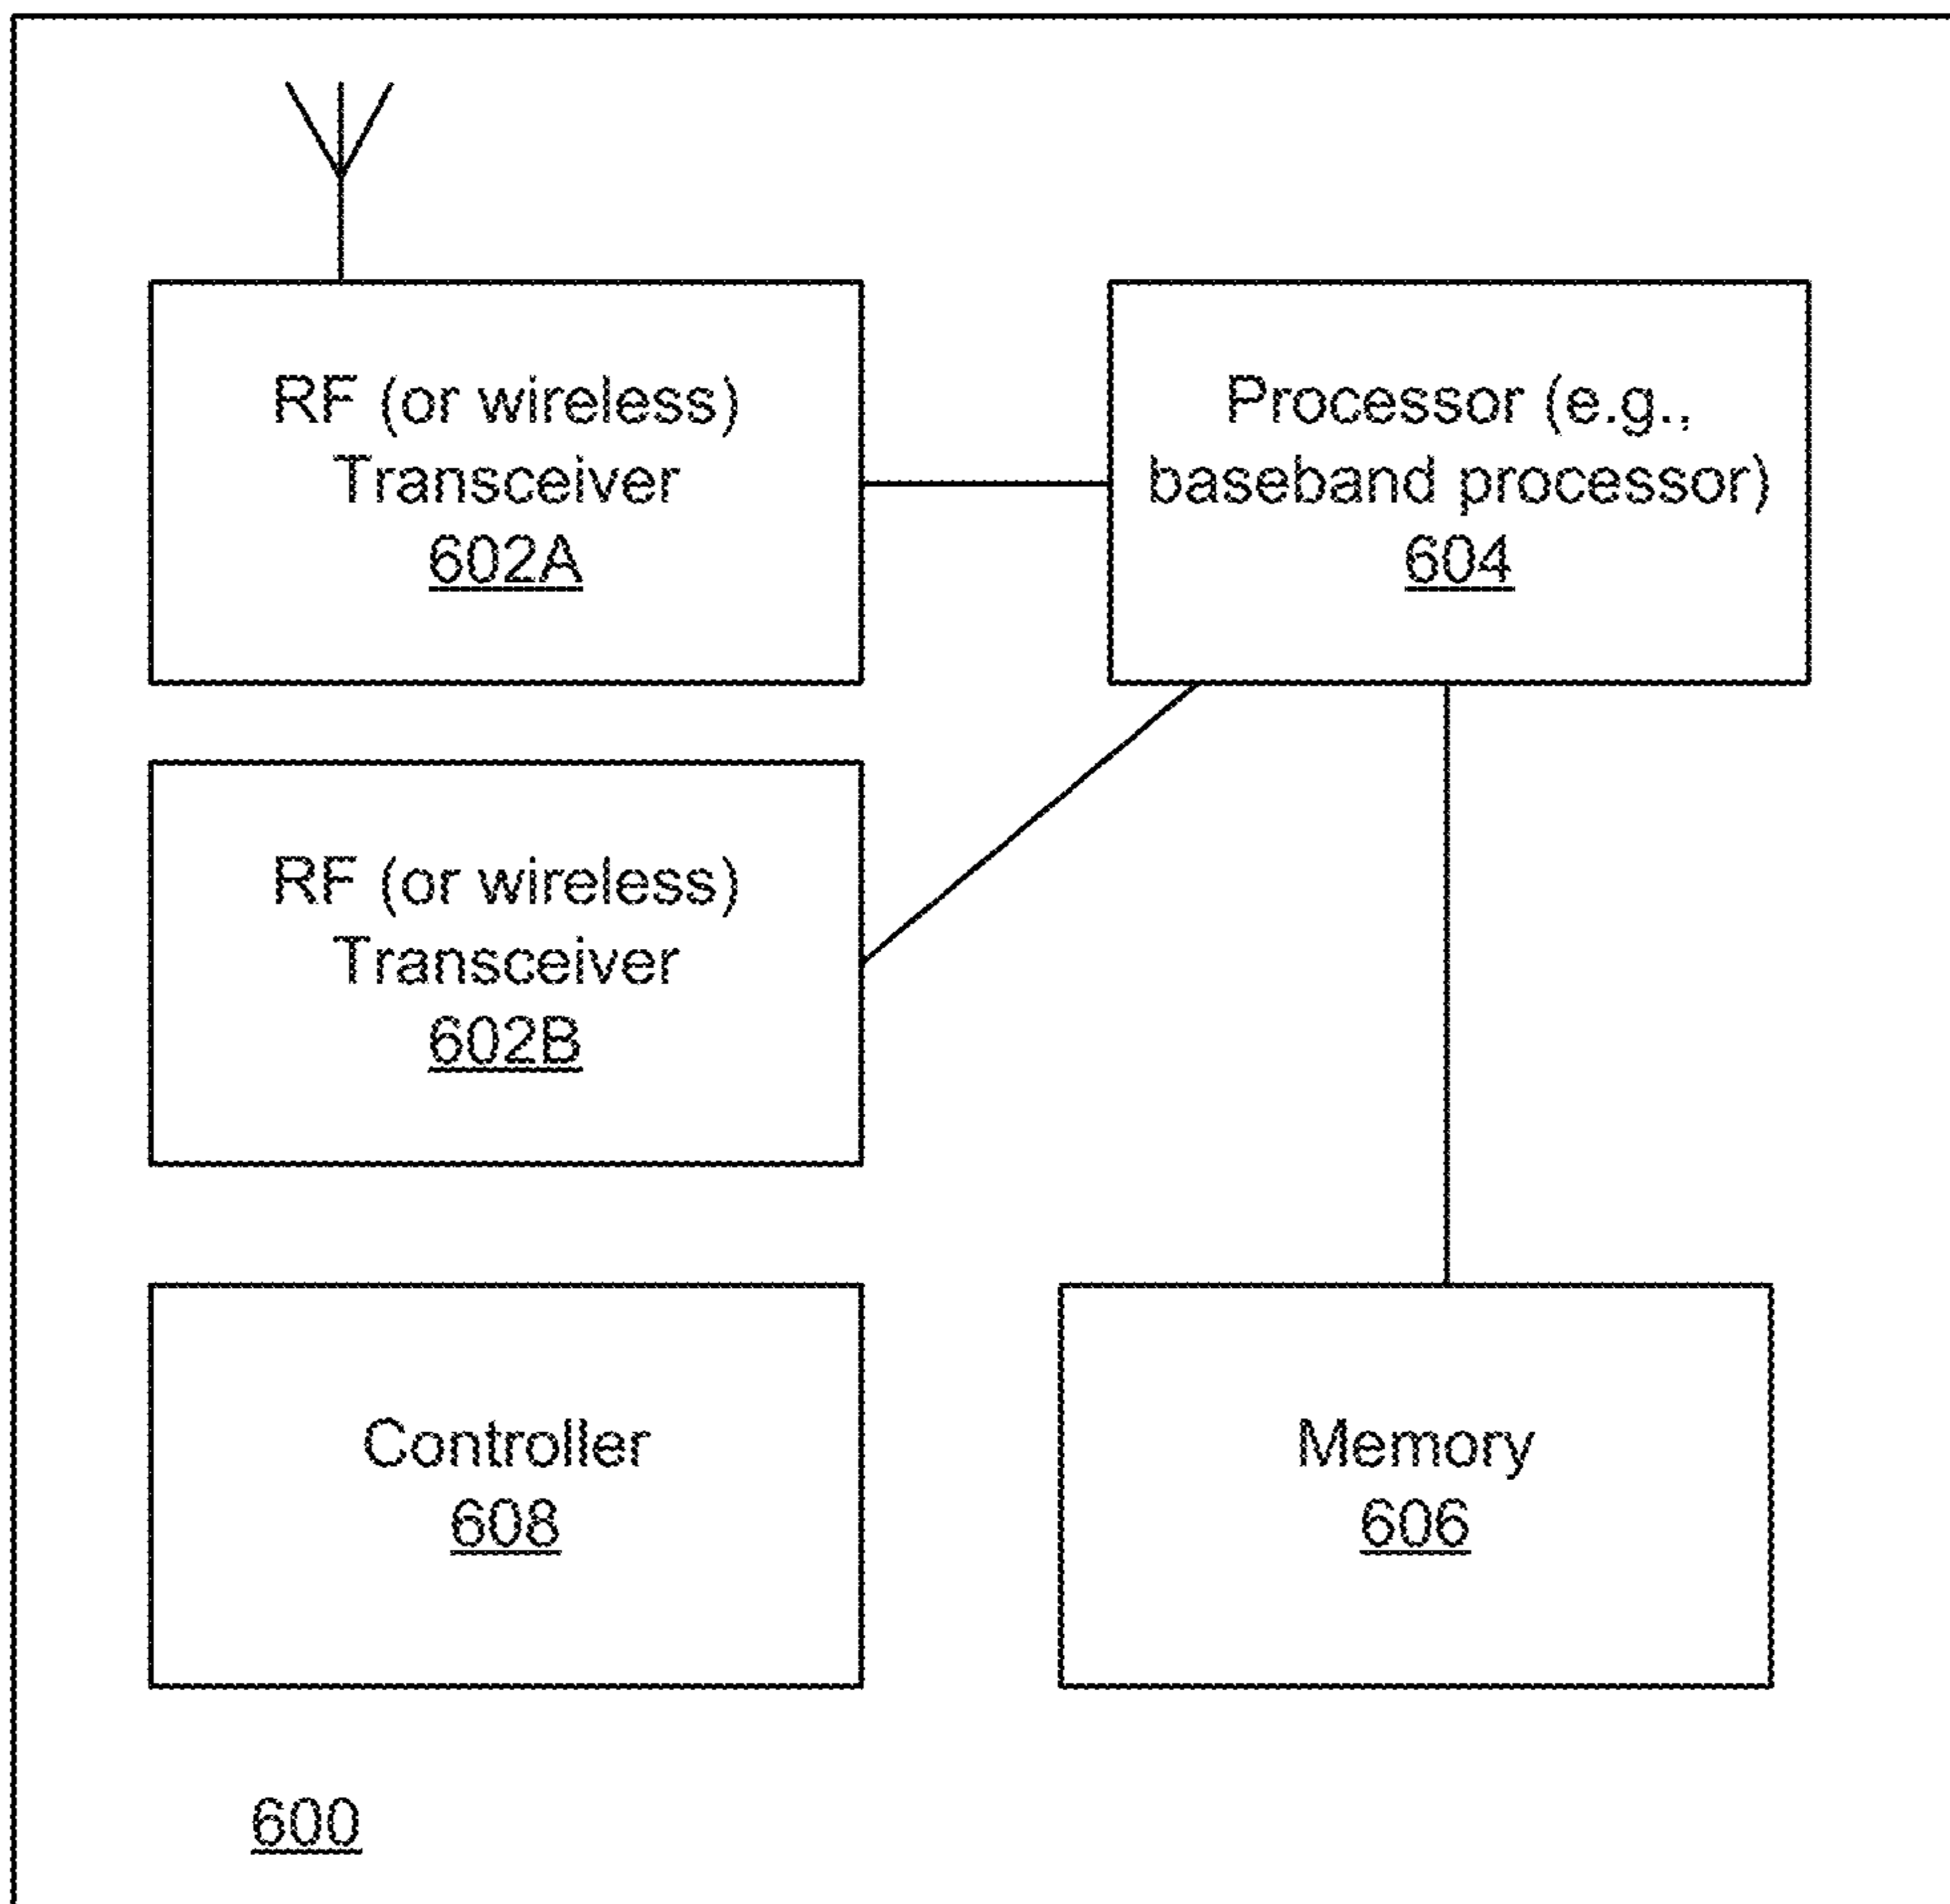 RF (or wireless)
Transceiver
602A
Processor (e.g.,
baseband processor)
604
RF (or wireless)
Transceiver
602B
Controller
608
Memory
606
600